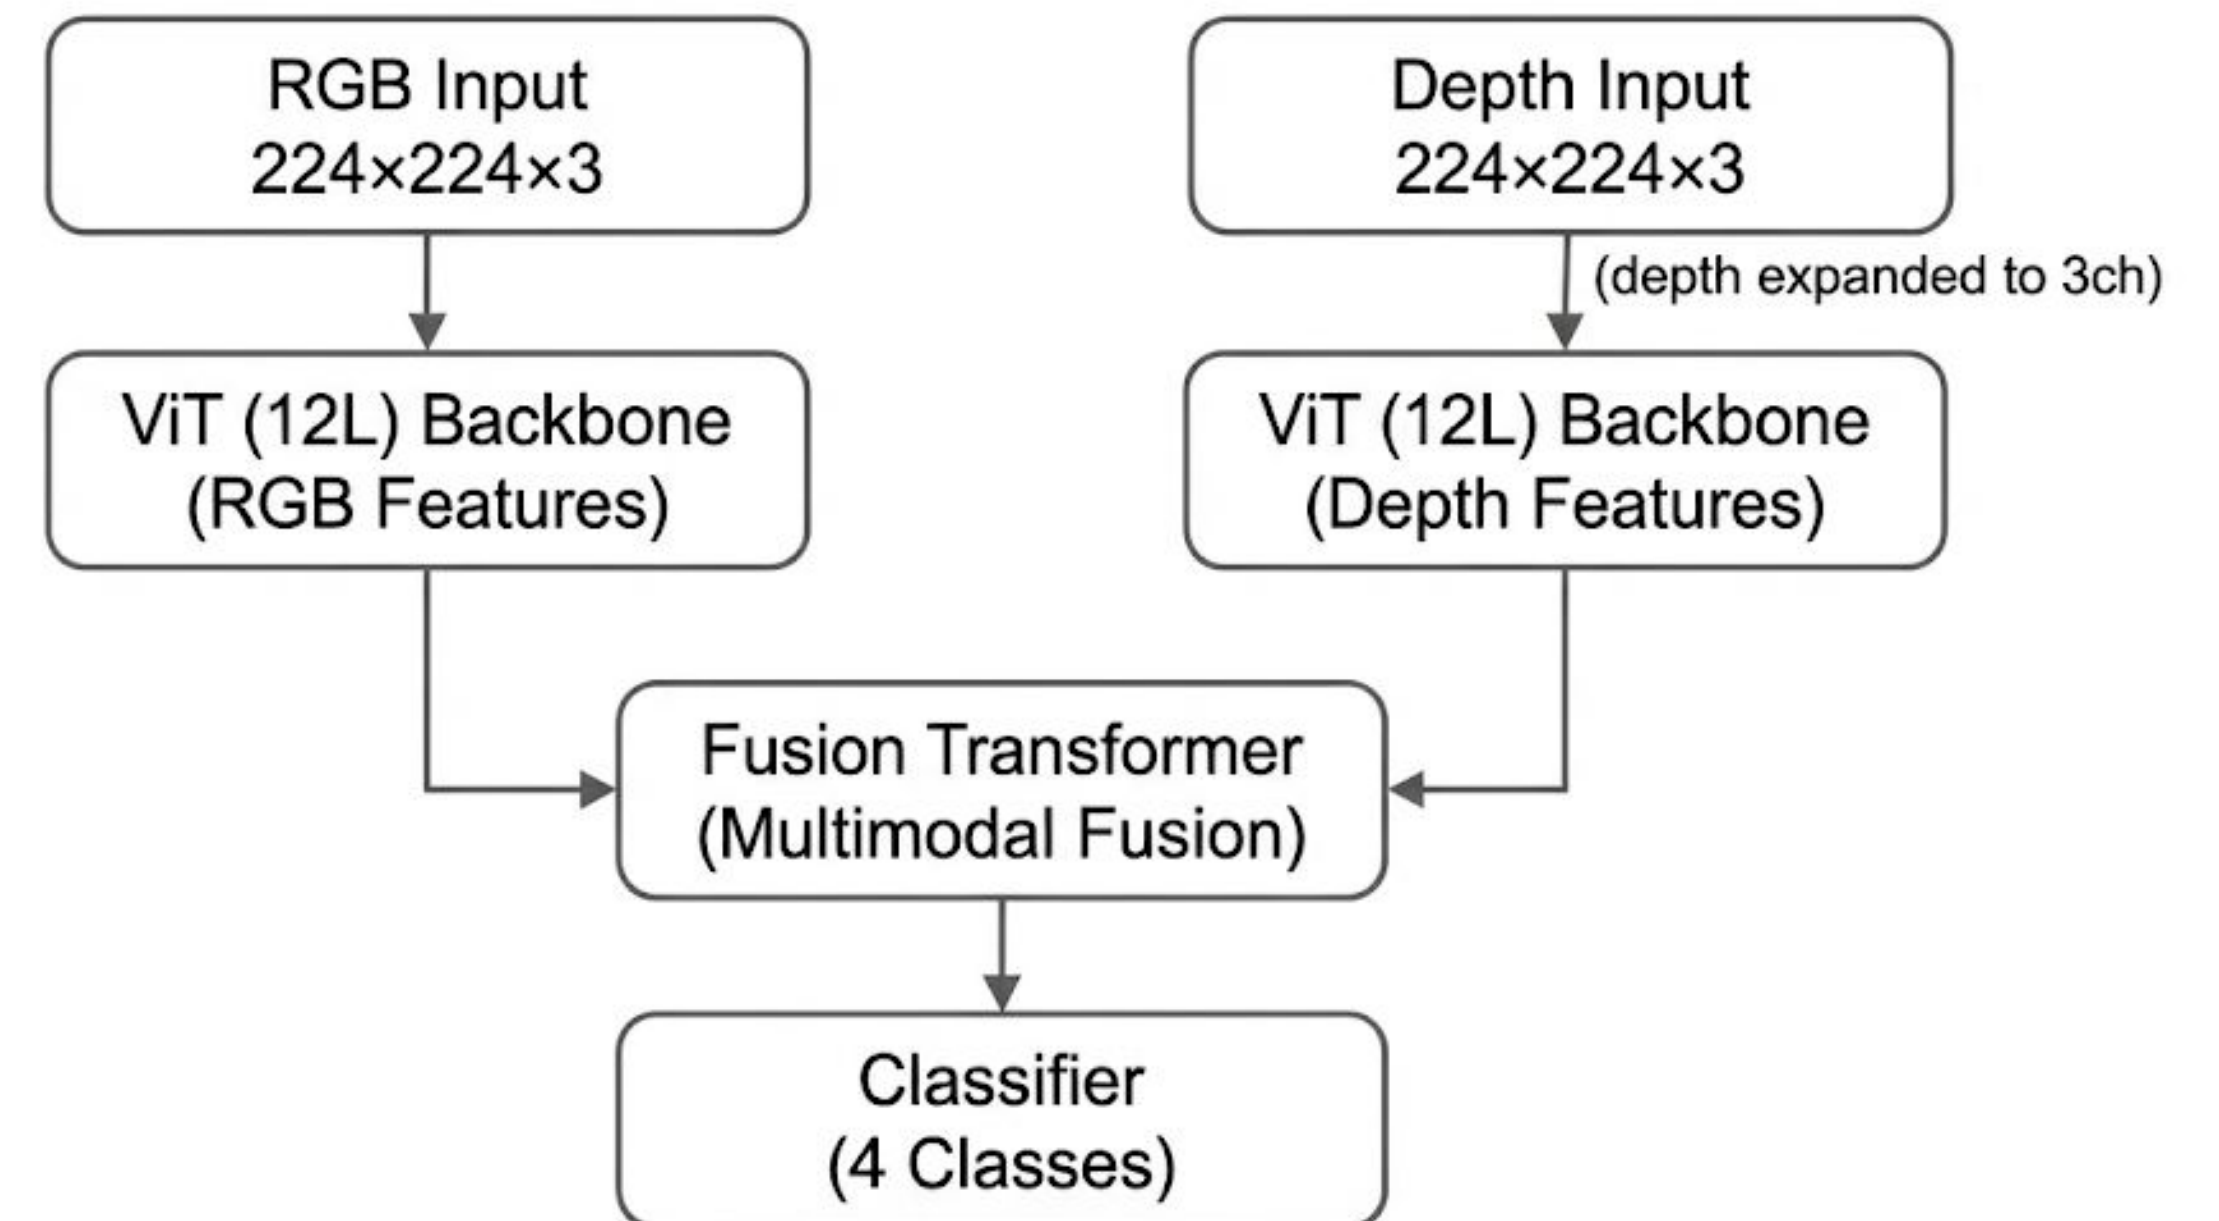 RGB Input
224×224×3
Depth Input
224×224×3
(depth expanded to 3ch)
ViT (12L) Backbone
(RGB Features)
ViT (12L) Backbone
(Depth Features)
Fusion Transformer
(Multimodal Fusion)
Classifier
(4 Classes)